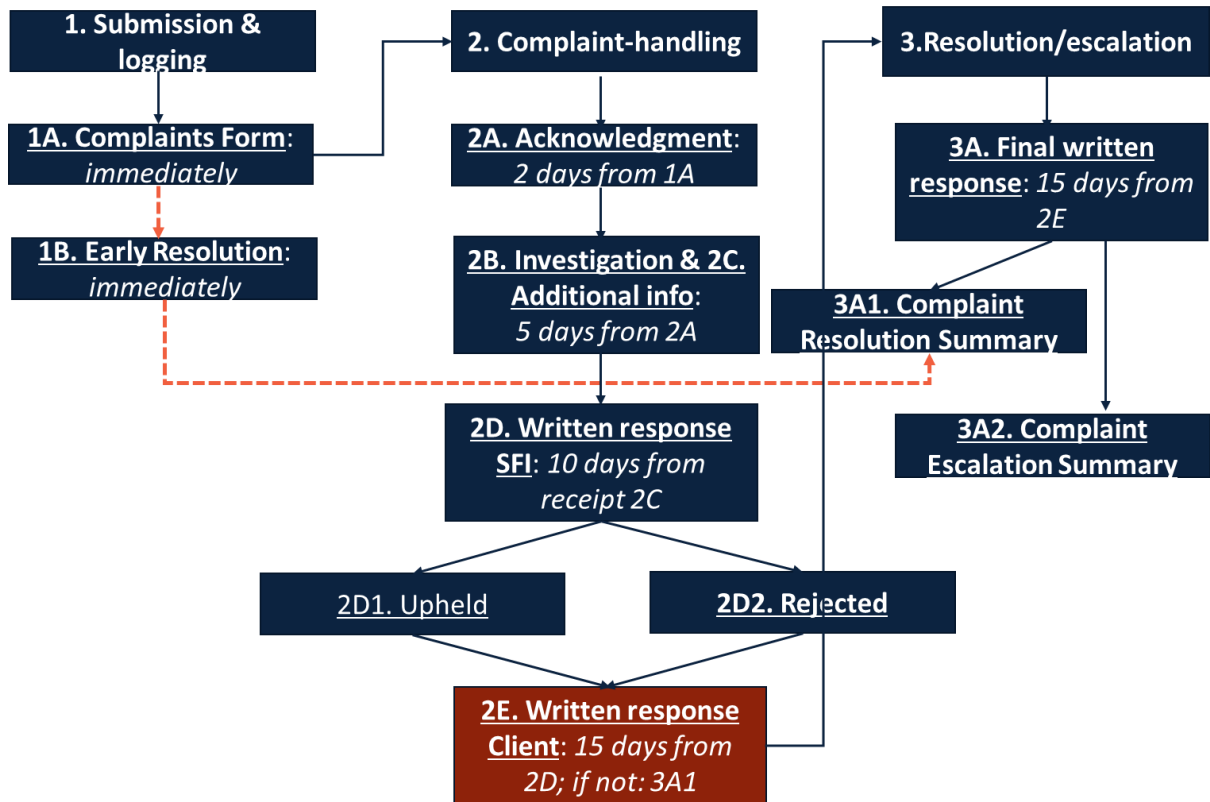 1. Submission &
logging
1A. Complaints Form:
immediately
1B. Early Resolution:
immediately
2. Complaint-handling
2A. Acknowledgment:
2 days from 1A
2B. Investigation & 2C.
Additional info:
5 days from 2A
2D. Written response
SFI: 10 days from
receipt 2C
2D1. Upheld
2D2. Rejected
2E. Written response
Client: 15 days from
2D; if not: 3A1
3.Resolution/escalation
3A. Final written
response: 15 days from
2E
3A1. Complaint
Resolution Summary
3A2. Complaint
Escalation Summary